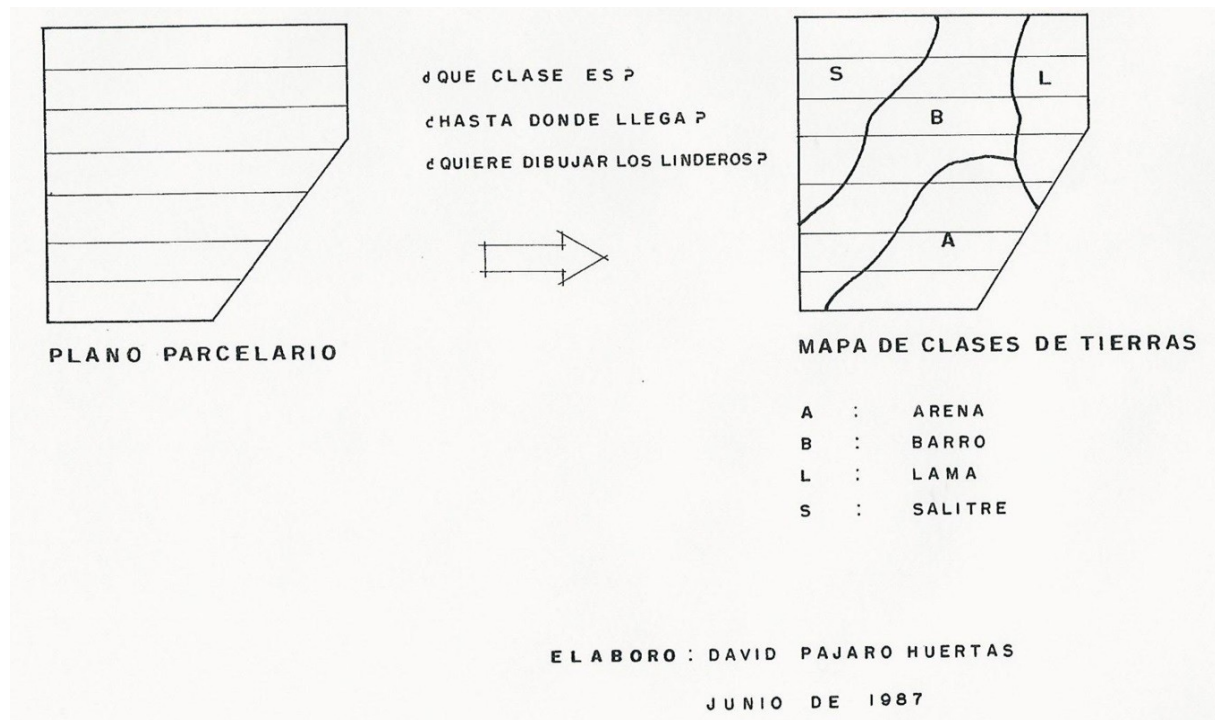 ¿QUE CLASE ES?
¿HASTA DONDE LLEGA?
¿QUIERE DIBUJAR LOS LINDEROS?
PLANO PARCELARIO
S
B
L
A
MAPA DE CLASES DE TIERRAS
A : ARENA
B : BARRO
L : LAMA
S : SALITRE
ELABORO : DAVID PAJARO HUERTAS
JUNIO DE 1987